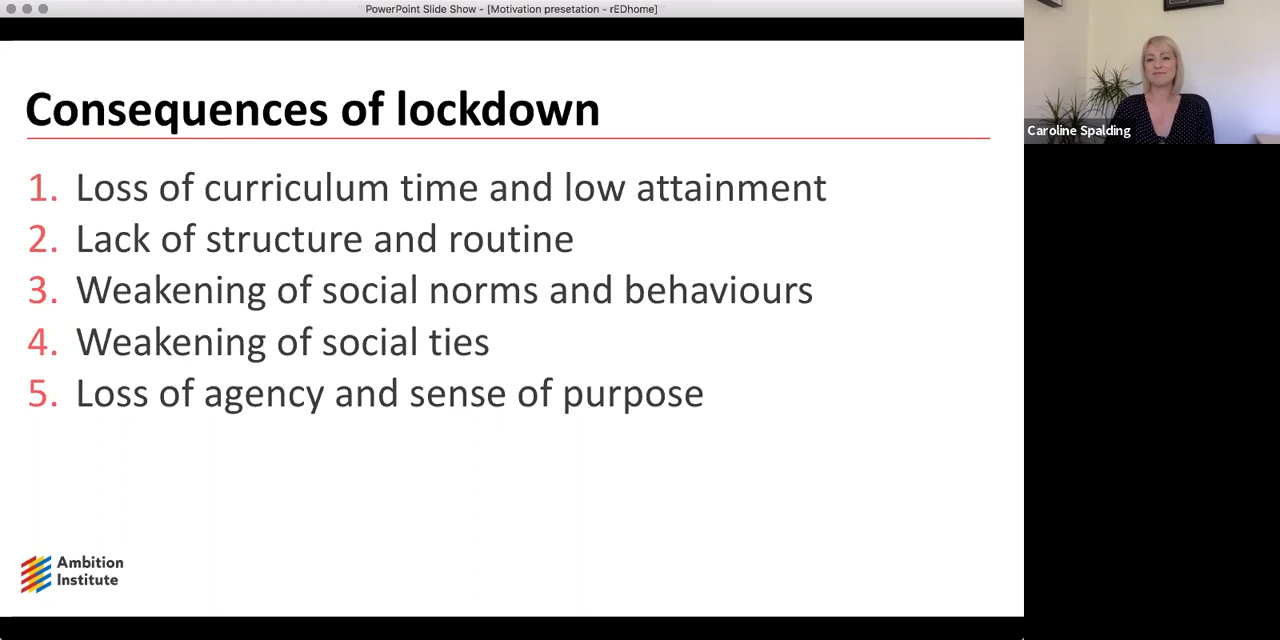 PowerPoint Slide Show - [Motivation presetation - rEDhome]
Consequences of lockdown
1. Loss of curriculum time and low attainment
2. Lack of structure and routine
3. Weakening of social norms and behaviours
4. Weakening of social ties
5. Loss of agency and sense of purpose
Ambition
Institute
Caroline Spalding